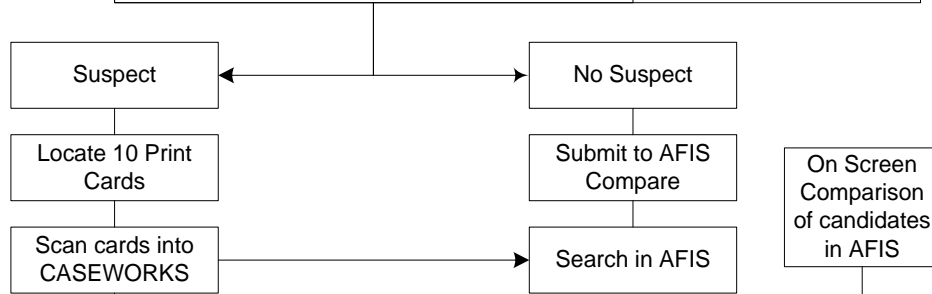 Suspect
No Suspect
Locate 10 Print
Cards
Submit to AFIS
Compare
On Screen
Comparison
of candidates
in AFIS
Scan cards into
CASEWORKS
Search in AFIS